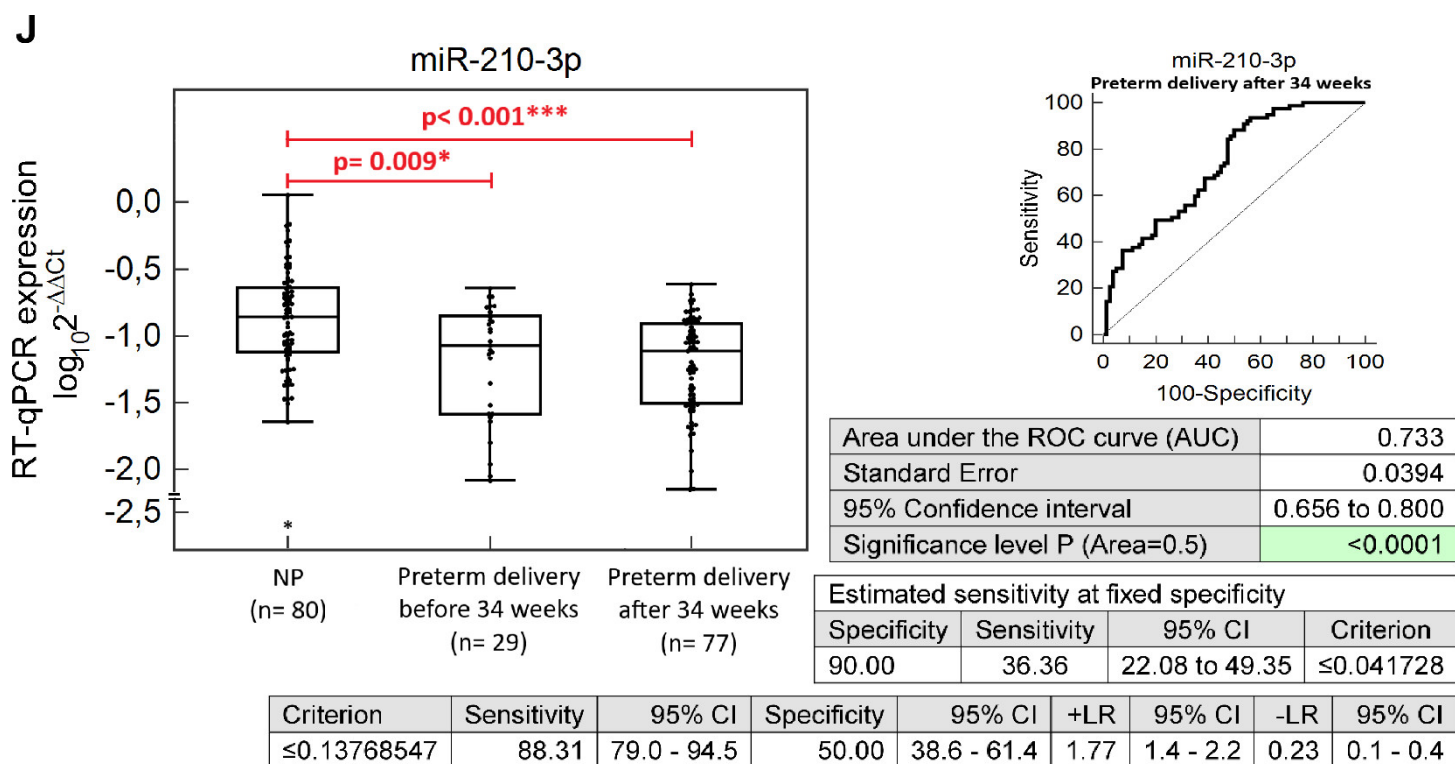 J
miR-210-3p
p< 0.001***
p= 0.009*
RT-qPCR expression
log₁₀2⁻ΔΔCt
0,0
-0,5
-1,0
-1,5
-2,0
-2,5
*
NP
(n= 80)
Preterm delivery
before 34 weeks
(n= 29)
Preterm delivery
after 34 weeks
(n= 77)
miR-210-3p
Preterm delivery after 34 weeks
Sensitivity
100
80
60
40
20
0
0 20 40 60 80 100
100-Specificity
Area under the ROC curve (AUC) 0.733
Standard Error 0.0394
95% Confidence interval 0.656 to 0.800
Significance level P (Area=0.5) <0.0001
Estimated sensitivity at fixed specificity
Specificity Sensitivity 95% CI Criterion
90.00 36.36 22.08 to 49.35 ≤0.041728
Criterion Sensitivity 95% CI Specificity 95% CI +LR 95% CI -LR 95% CI
≤0.13768547 88.31 79.0 - 94.5 50.00 38.6 - 61.4 1.77 1.4 - 2.2 0.23 0.1 - 0.4